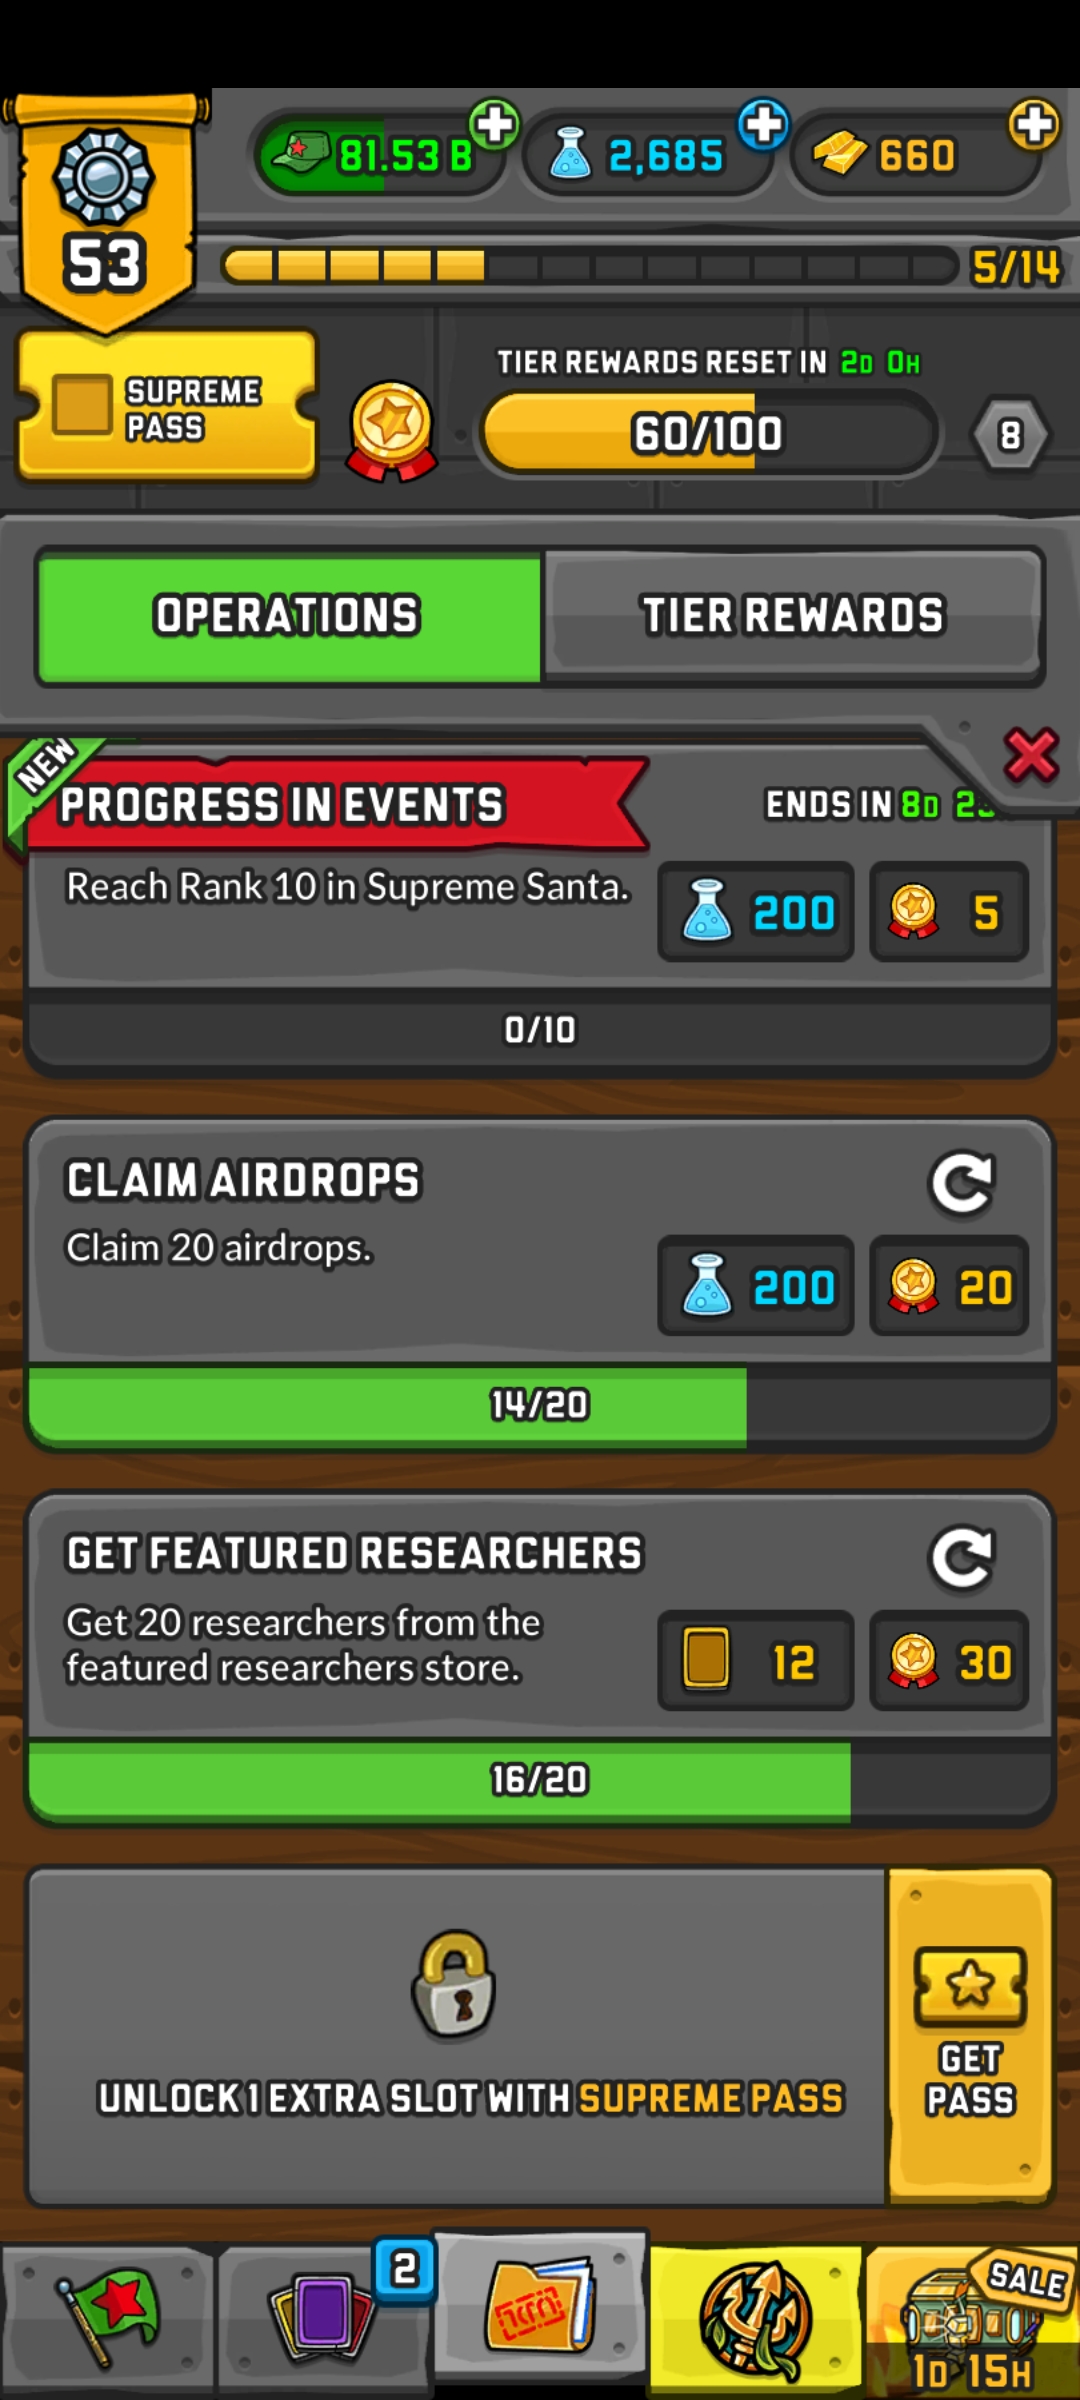 81.53 B
2,685
660
53
5/14
SUPREME
PASS
TIER REWARDS RESET IN 2D 0H
60/100
8
OPERATIONS
TIER REWARDS
NEW
PROGRESS IN EVENTS
ENDS IN 8D
Reach Rank 10 in Supreme Santa.
200
5
0/10
CLAIM AIRDROPS
Claim 20 airdrops.
200
20
14/20
GET FEATURED RESEARCHERS
Get 20 researchers from the
featured researchers store.
12
30
16/20
UNLOCK 1 EXTRA SLOT WITH SUPREME PASS
GET
PASS
2
SALE
1D 15H